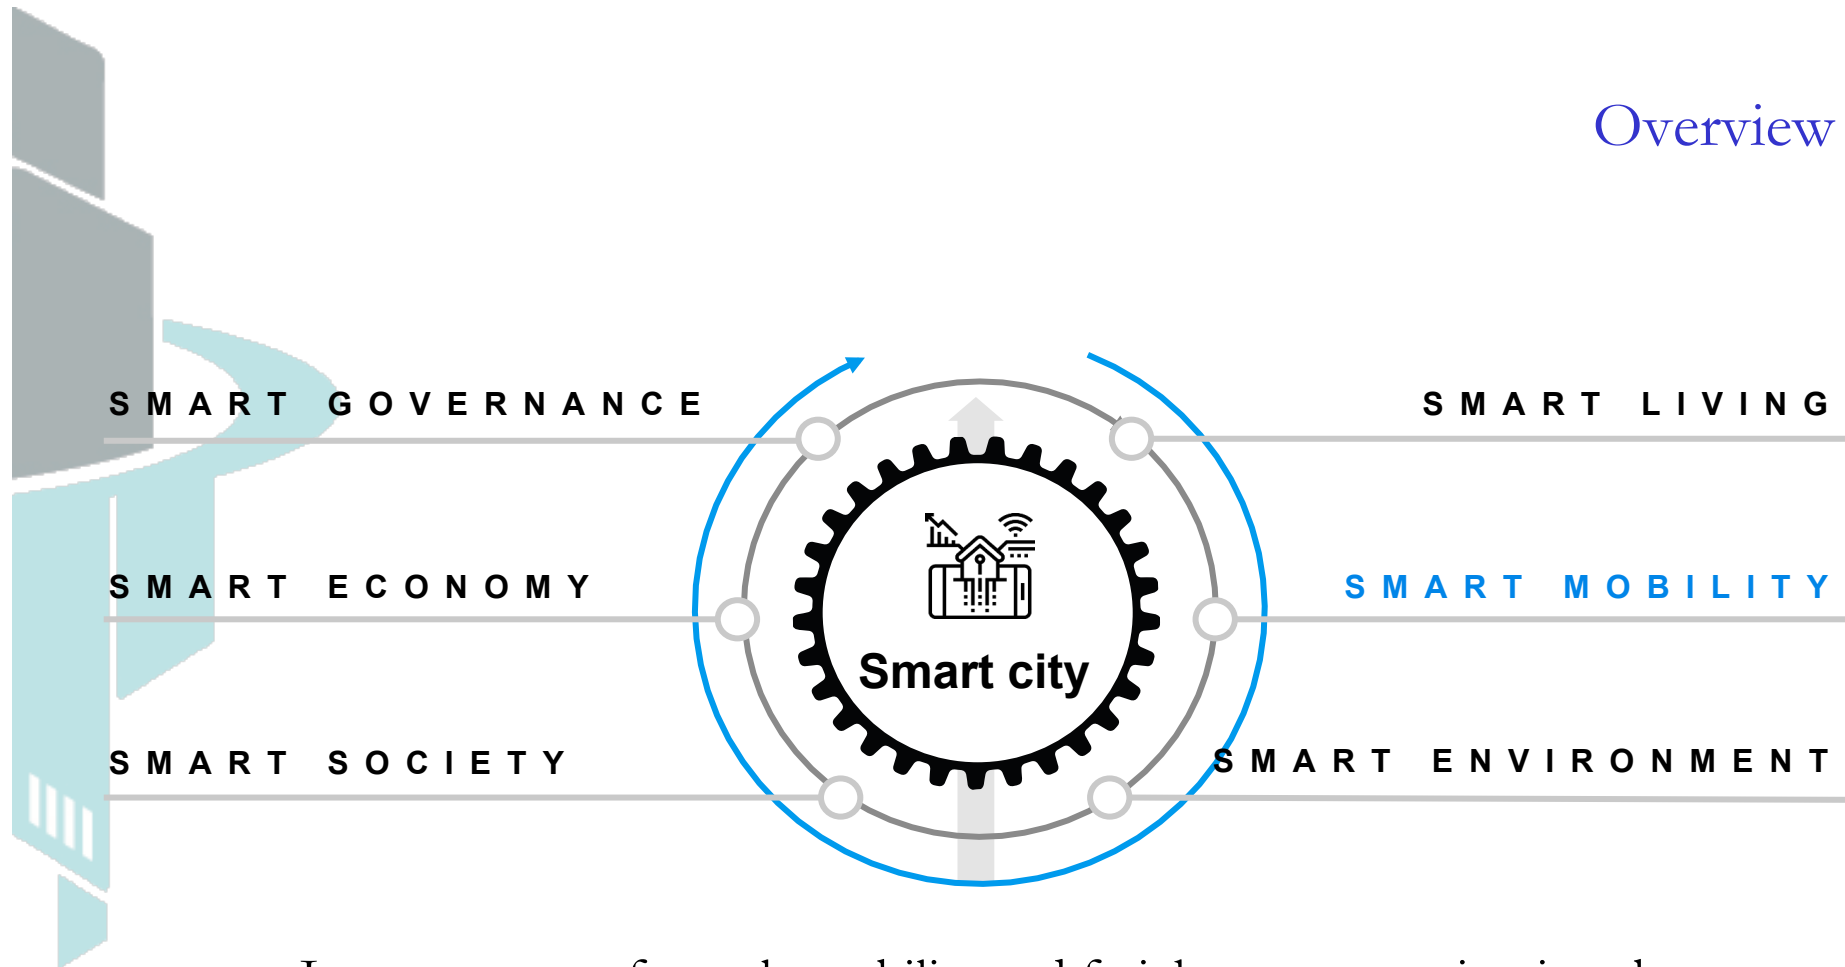 Overview
SMART GOVERNANCE
SMART LIVING
SMART ECONOMY
SMART MOBILITY
Smart city
SMART SOCIETY
SMART ENVIRONMENT